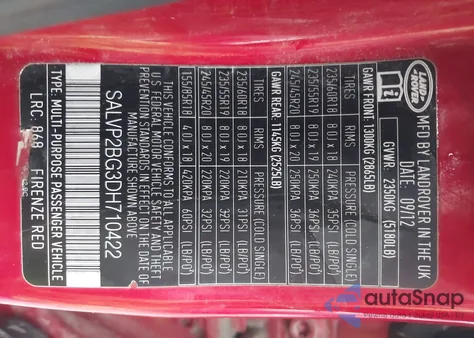 LAND
ROVER
MFD BY LANDROVER IN THE UK
DATE: 09/12
GVWR: 2350KG (5180LB)
GAWR FRONT: 1300KG (2865LB)
TIRES RIMS PRESSURE (COLD SINGLE)
235/60R18 8.0J x 18 240KPA 35PSI (LB/PO²)
235/55R19 8.0J x 19 240KPA 35PSI (LB/PO²)
245/45R20 8.0J x 20 250KPA 36PSI (LB/PO²)
GAWR REAR: 1145KG (2525LB)
TIRES RIMS PRESSURE (COLD SINGLE)
235/60R18 8.0J x 18 210KPA 31PSI (LB/PO²)
235/55R19 8.0J x 19 220KPA 32PSI (LB/PO²)
245/45R20 8.0J x 20 220KPA 32PSI (LB/PO²)
155/85R18 4.0J x 18 420KPA 60PSI (LB/PO²)
THIS VEHICLE CONFORMS TO ALL APPLICABLE
FEDERAL MOTOR VEHICLE SAFETY AND THEFT
PREVENTION STANDARDS IN EFFECT ON THE DATE OF
MANUFACTURE SHOWN ABOVE
SALVP2BG3DH710422
TYPE: MULTI-PURPOSE PASSENGER VEHICLE
LRC: 868 FIRENZE RED
autoSnap